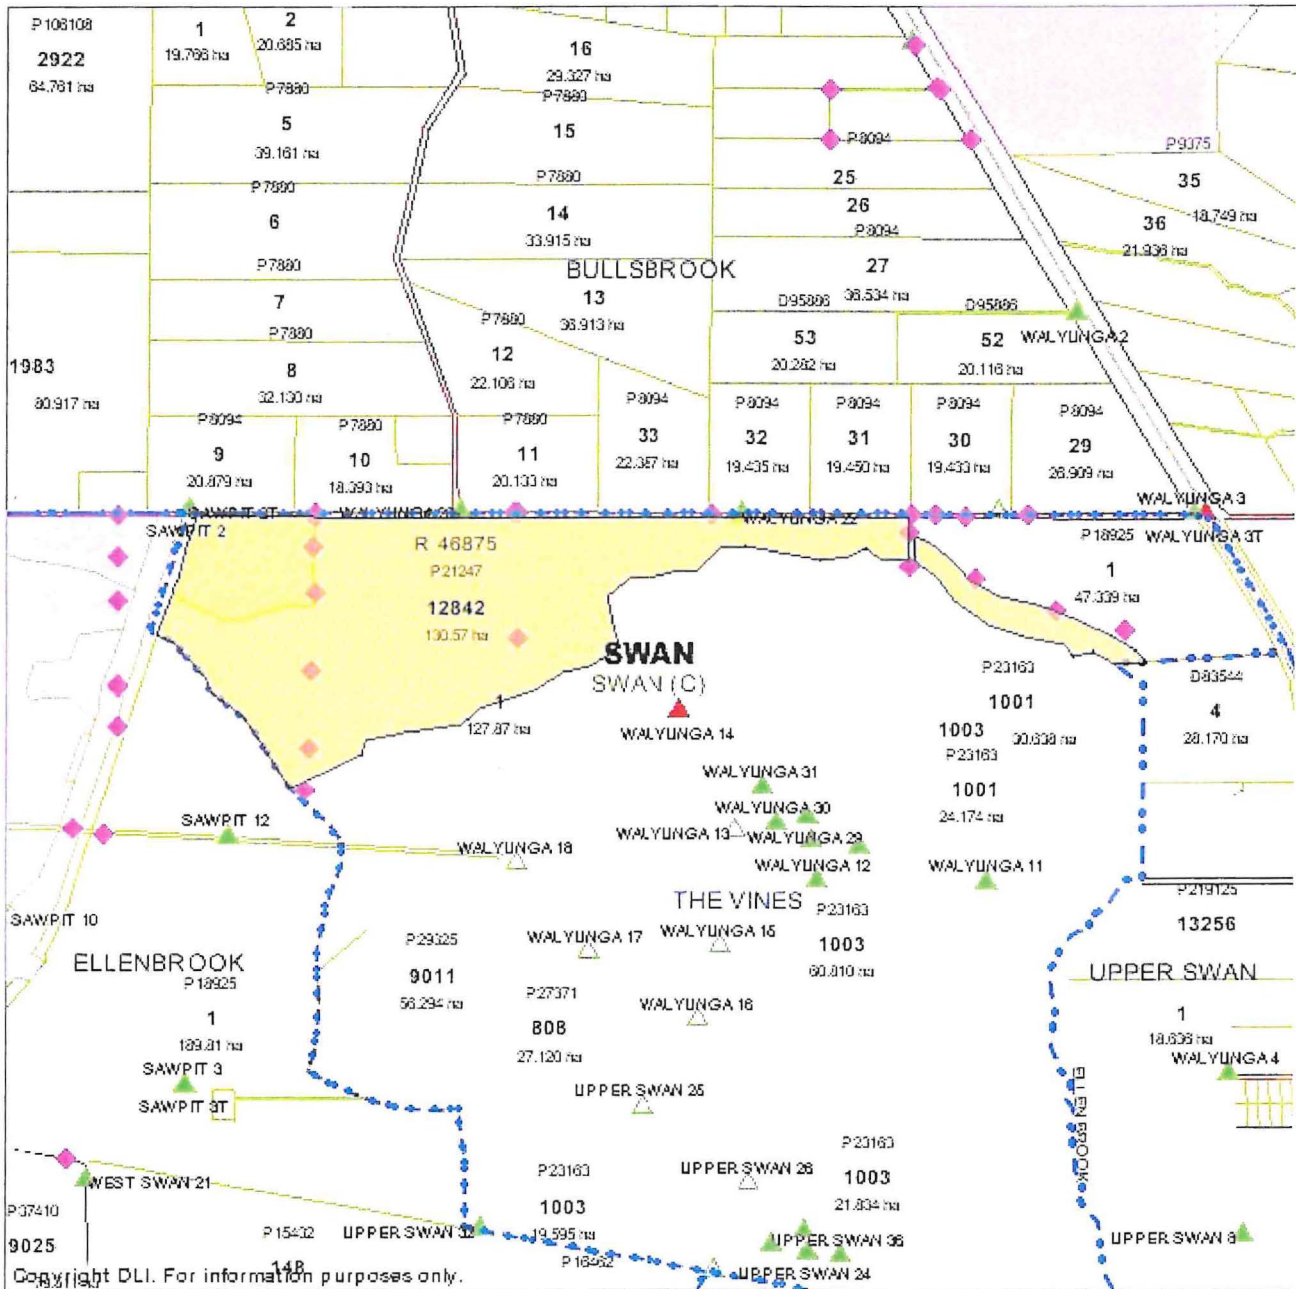 P106108
2922
64.761 ha
1
19.766 ha
2
20.685 ha
P7880
16
29.327 ha
P7880
5
39.161 ha
15
P8094
P9375
P7880
P7880
25
35
6
14
26
36
18.749 ha
33.915 ha
P8094
21.936 ha
P7880
BULLSBROOK
27
7
13
D95886
36.534 ha
D95886
P7880
P7880
36.913 ha
53
52
WALYUNGA 2
1983
8
12
20.282 ha
20.116 ha
80.917 ha
32.130 ha
22.106 ha
P8094
P7880
P7880
P8094
P8094
P8094
P8094
P8094
9
10
11
33
32
31
30
29
20.879 ha
18.393 ha
20.133 ha
22.387 ha
19.435 ha
19.450 ha
19.433 ha
26.909 ha
WALYUNGA 3
SAWPIT 2
WALYUNGA 22
P18925
WALYUNGA 3T
R 46875
P21247
1
12842
47.339 ha
130.57 ha
SWAN
SWAN (C)
P23163
D83544
1
1001
4
127.87 ha
WALYUNGA 14
1003
30.638 ha
28.170 ha
P23163
WALYUNGA 31
1001
WALYUNGA 30
24.174 ha
SAWPIT 12
WALYUNGA 13
WALYUNGA 29
WALYUNGA 18
WALYUNGA 12
WALYUNGA 11
P219125
SAWPIT 10
THE VINES
P23163
13256
P29325
WALYUNGA 17
WALYUNGA 15
1003
ELLENBROOK
9011
60.810 ha
UPPER SWAN
P18925
56.294 ha
P27371
WALYUNGA 16
1
808
1
189.81 ha
27.120 ha
18.636 ha
SAWPIT 3
WALYUNGA 4
SAWPIT 3T
UPPER SWAN 25
ELLEN BROOK
P23163
P23163
UPPER SWAN 26
1003
WEST SWAN 21
1003
21.834 ha
P37410
19.595 ha
9025
P15432
UPPER SWAN 32
UPPER SWAN 36
UPPER SWAN 8
148
P16462
UPPER SWAN 24
Copyright DLI. For information purposes only.